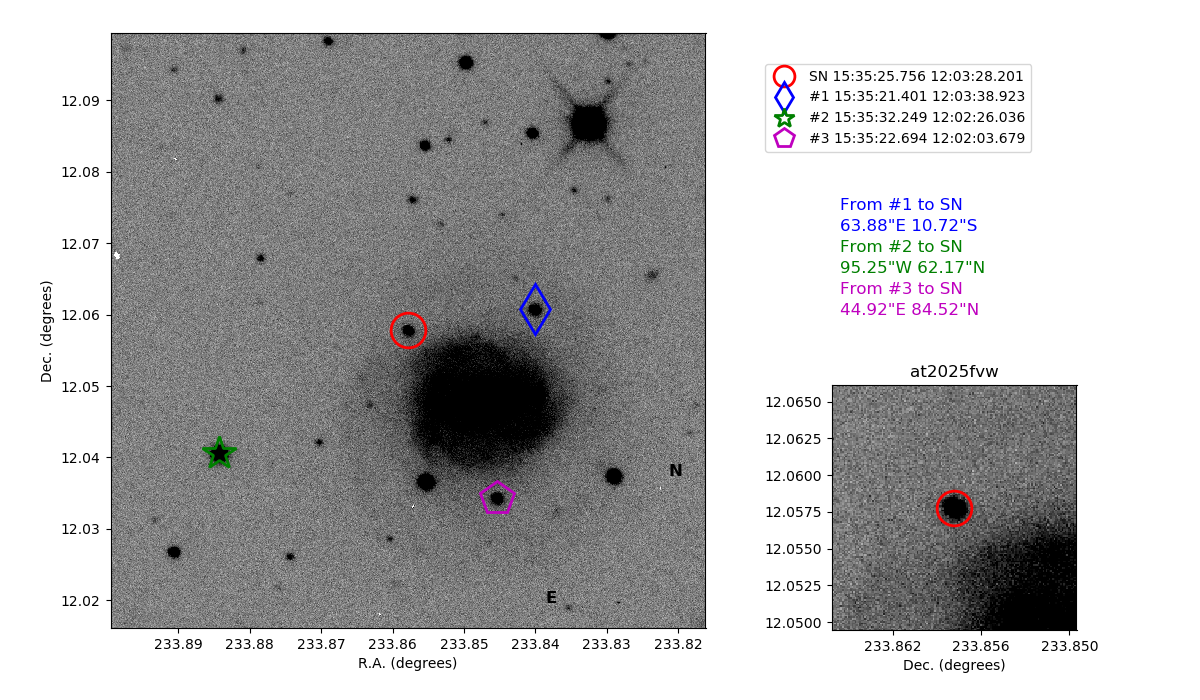 SN 15:35:25.756 12:03:28.201
#1 15:35:21.401 12:03:38.923
#2 15:35:32.249 12:02:26.036
#3 15:35:22.694 12:02:03.679
From #1 to SN
63.88"E 10.72"S
From #2 to SN
95.25"W 62.17"N
From #3 to SN
44.92"E 84.52"N
12.09
12.08
12.07
12.06
12.05
12.04
12.03
12.02
Dec. (degrees)
N
E
233.89 233.88 233.87 233.86 233.85 233.84 233.83 233.82
R.A. (degrees)
at2025fvw
12.0650
12.0625
12.0600
12.0575
12.0550
12.0525
12.0500
233.862 233.856 233.850
Dec. (degrees)